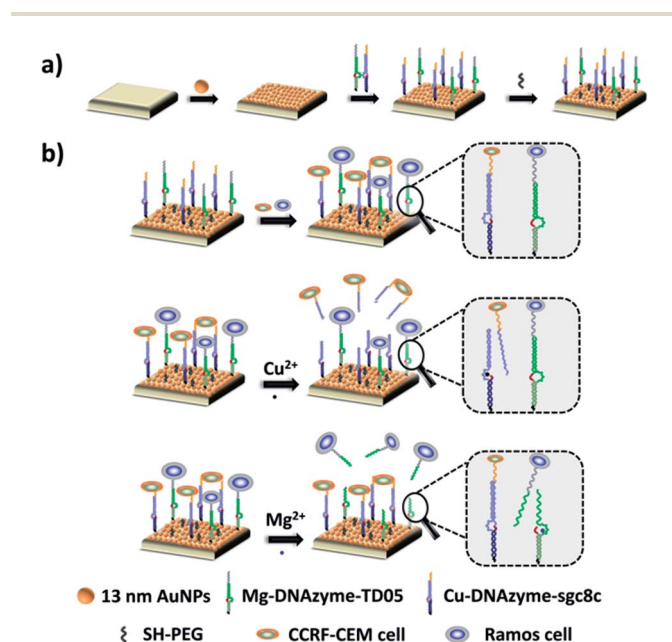 a)
b)
Cu²⁺
Mg²⁺
13 nm AuNPs Mg-DNAzyme-TD05 Cu-DNAzyme-sgc8c
SH-PEG CCRF-CEM cell Ramos cell